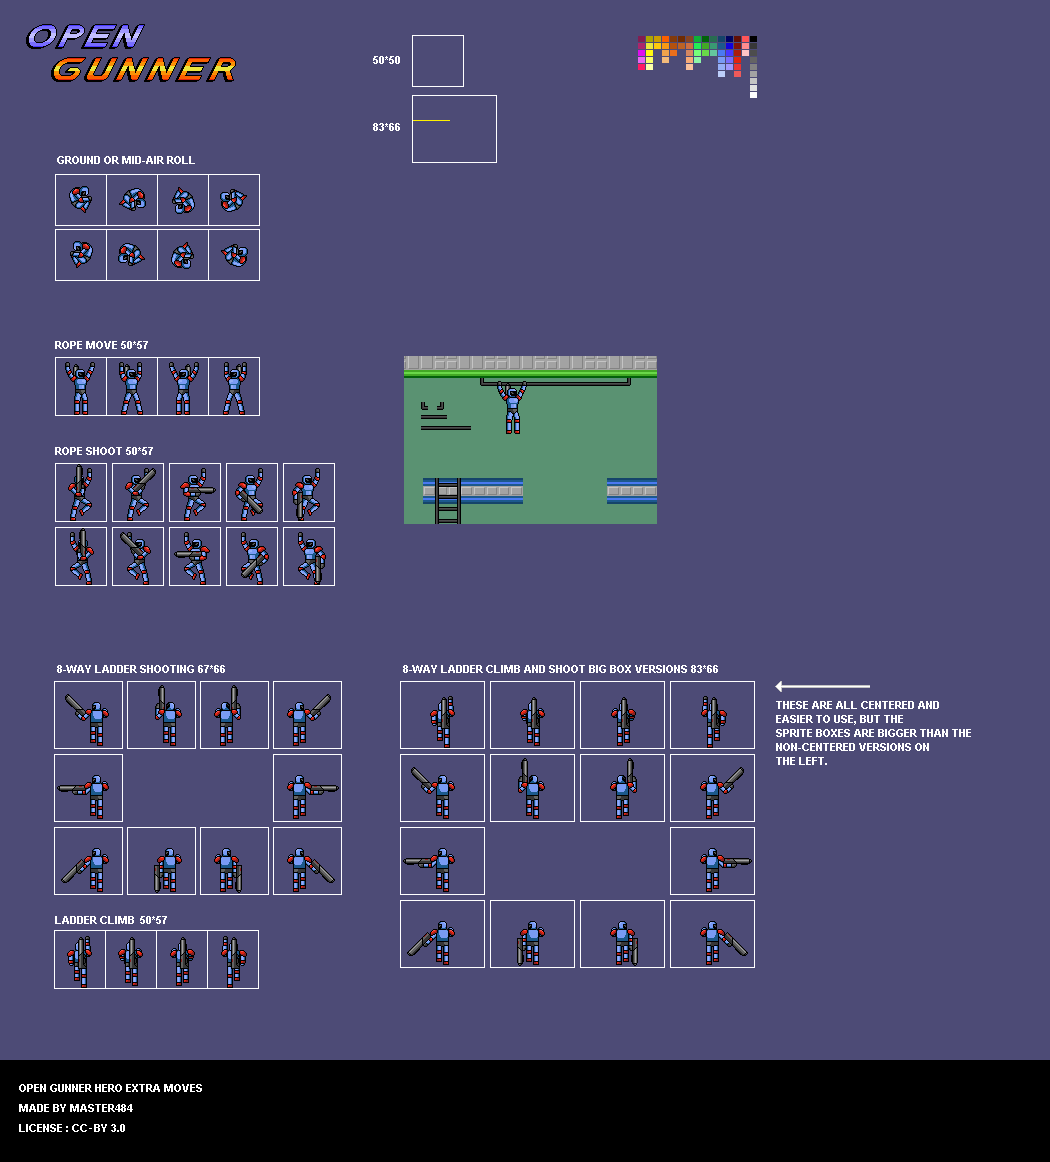 OPEN
GUNNER
50*50
83*66
GROUND OR MID-AIR ROLL
ROPE MOVE 50*57
ROPE SHOOT 50*57
8-WAY LADDER SHOOTING 67*66
8-WAY LADDER CLIMB AND SHOOT BIG BOX VERSIONS 83*66
THESE ARE ALL CENTERED AND
EASIER TO USE, BUT THE
SPRITE BOXES ARE BIGGER THAN THE
NON-CENTERED VERSIONS ON
THE LEFT.
LADDER CLIMB 50*57
OPEN GUNNER HERO EXTRA MOVES
MADE BY MASTER484
LICENSE : CC-BY 3.0